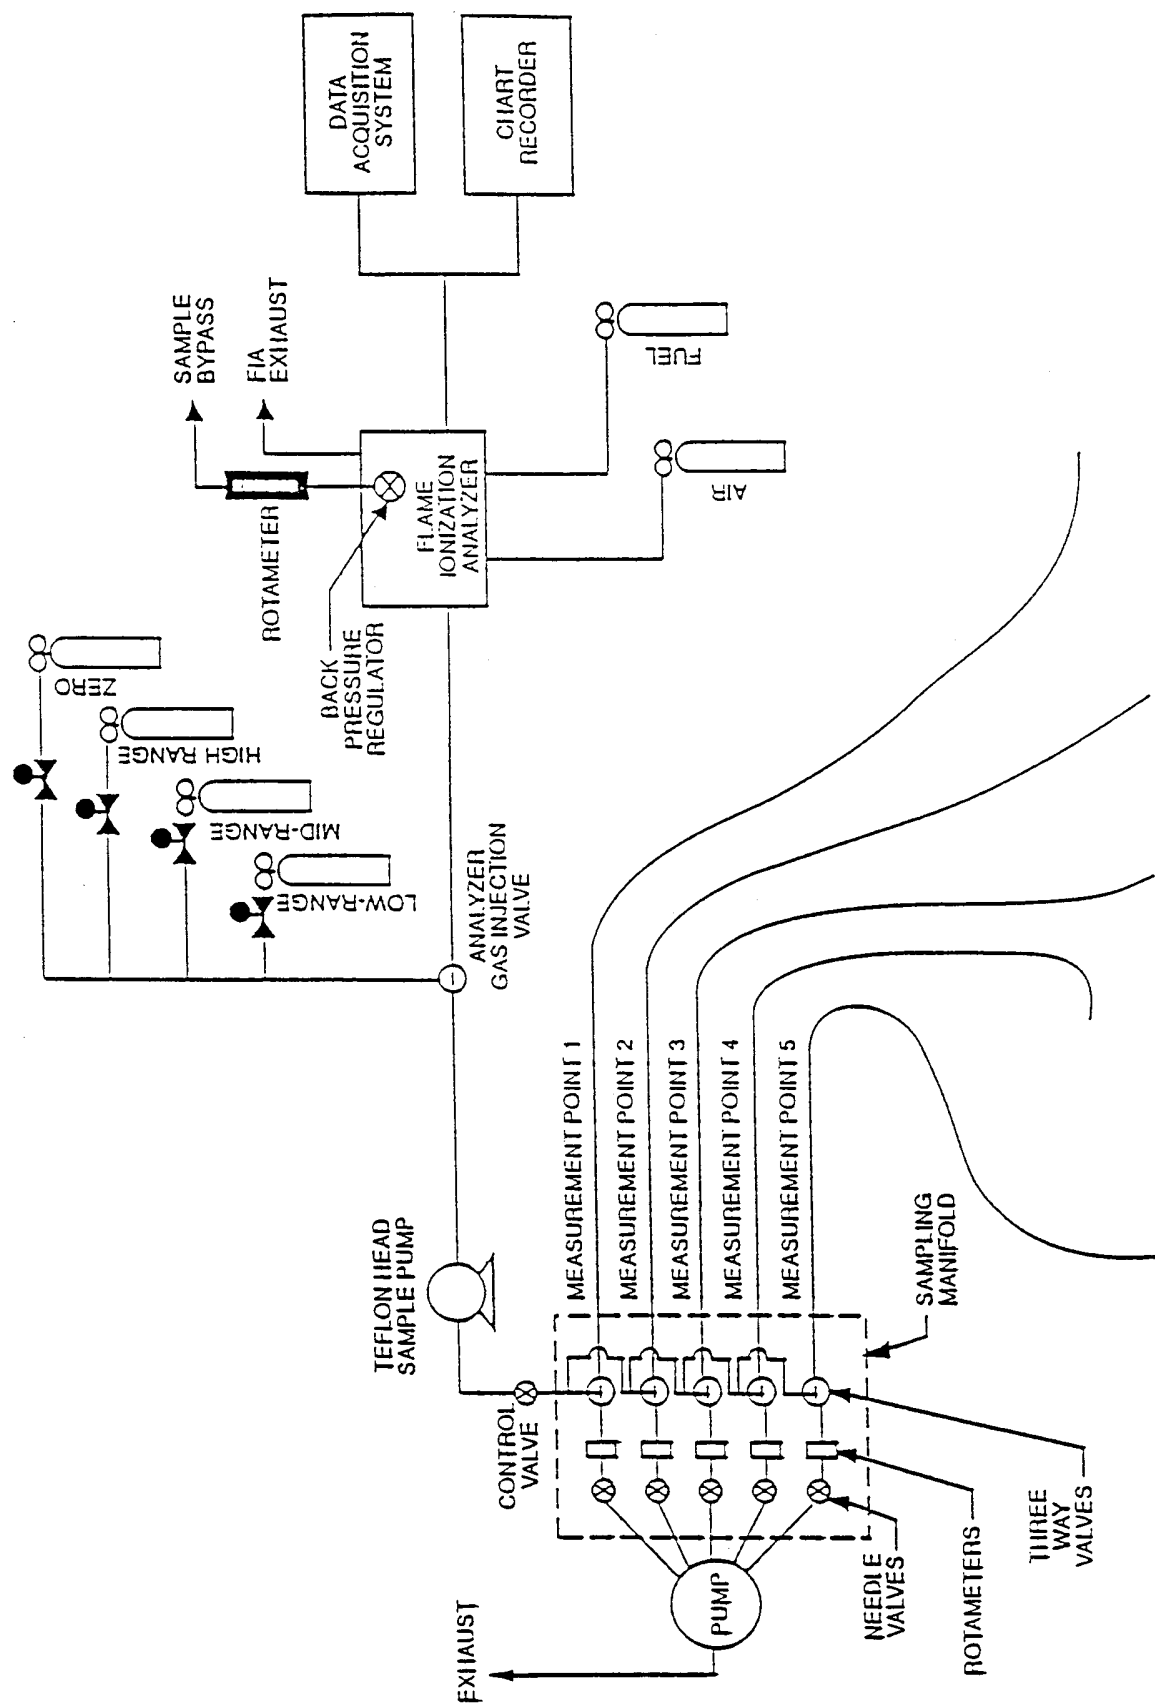 DATA
ACQUISITION
SYSTEM
CHART
RECORDER
SAMPLE
BYPASS
FIA
EXHAUST
ROTAMETER
FLAME
IONIZATION
ANALYZER
BACK
PRESSURE
REGULATOR
FUEL
AIR
ZERO
HIGH RANGE
MID-RANGE
LOW-RANGE
ANALYZER
GAS INJECTION
VALVE
TEFLON HEAD
SAMPLE PUMP
CONTROL
VALVE
MEASUREMENT POINT 1
MEASUREMENT POINT 2
MEASUREMENT POINT 3
MEASUREMENT POINT 4
MEASUREMENT POINT 5
SAMPLING
MANIFOLD
EXHAUST
PUMP
NEEDLE
VALVES
ROTAMETERS
THREE
WAY
VALVES